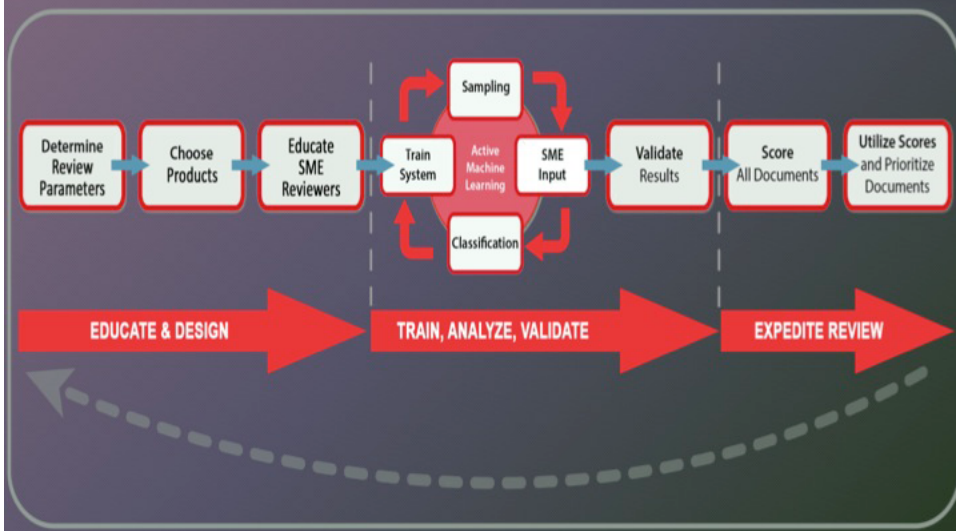 Determine
Review
Parameters
Choose
Products
Educate
SME
Reviewers
Train
System
Sampling
Active
Machine
Learning
SME
Input
Classification
Validate
Results
Score
All Documents
Utilize Scores
and Prioritize
Documents
EDUCATE & DESIGN
TRAIN, ANALYZE, VALIDATE
EXPEDITE REVIEW